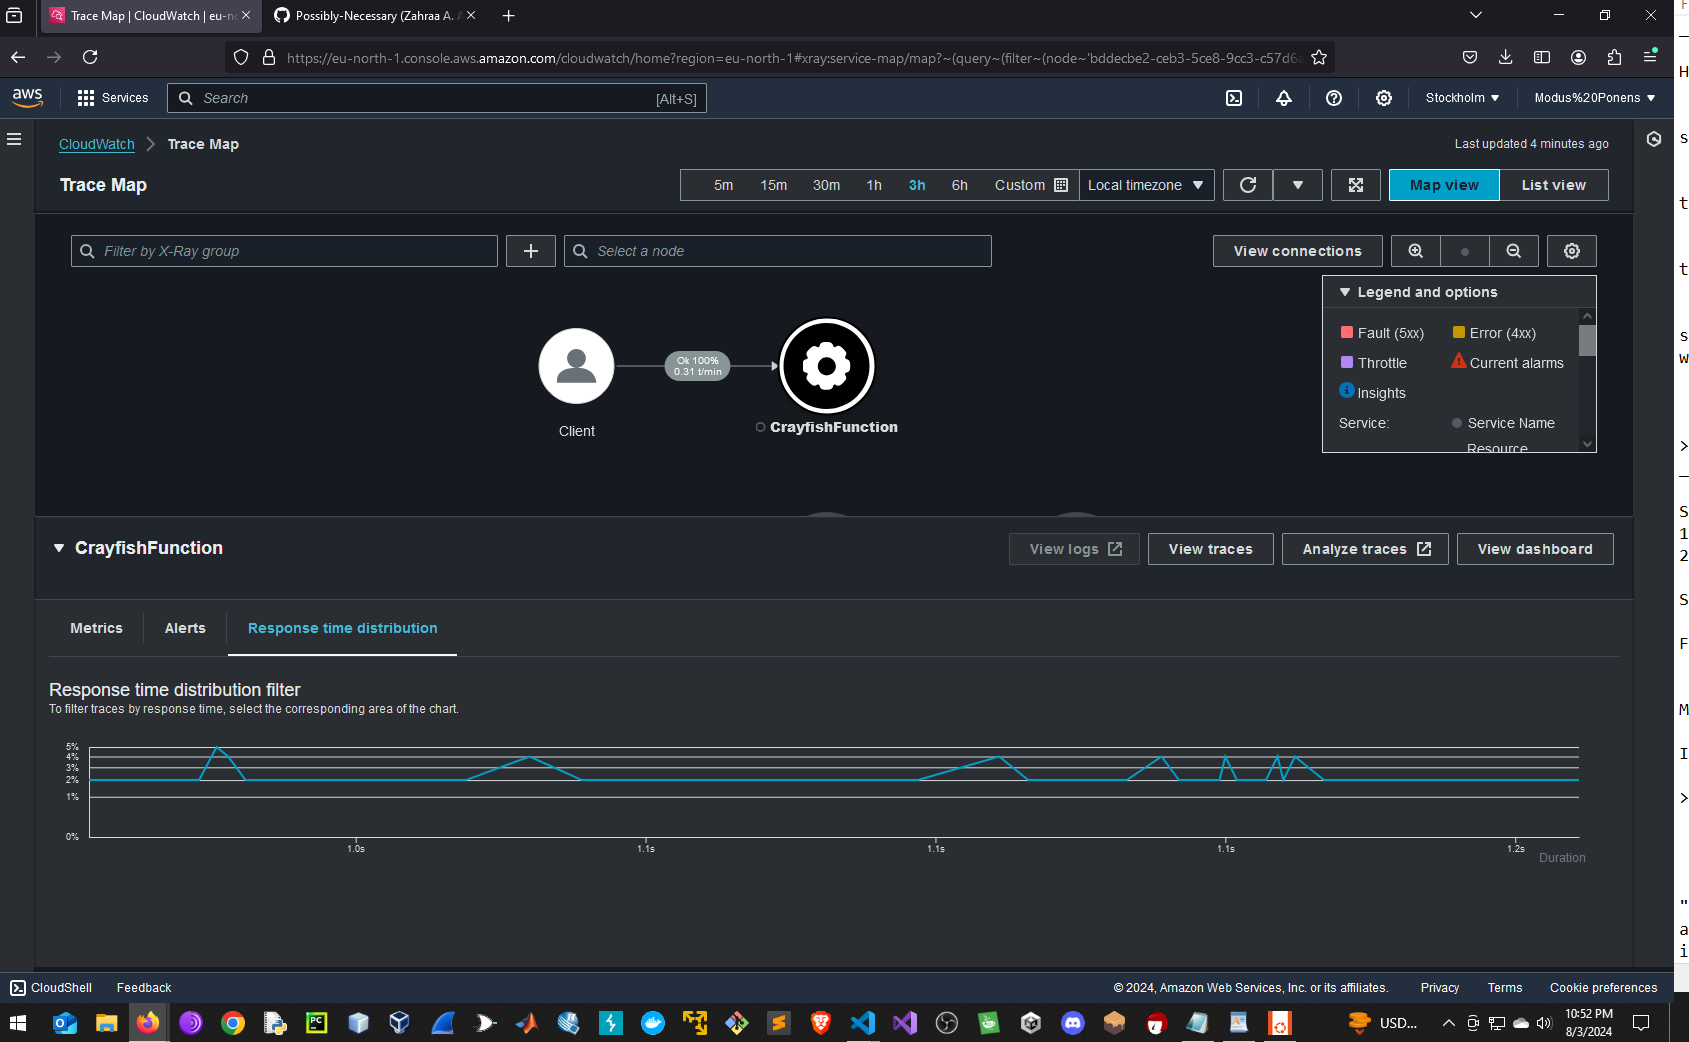 Trace Map | CloudWatch | eu-no
Possibly-Necessary (Zahraa A. A
https://eu-north-1.console.aws.amazon.com/cloudwatch/home?region=eu-north-1#xray:service-map/map?~(query~(filter~(node~'bddecbe2-ceb3-5ce8-9cc3-c57d6a
aws
Services
Search
[Alt+S]
Stockholm
Modus%20Ponens
CloudWatch
Trace Map
Last updated 4 minutes ago
Trace Map
5m 15m 30m 1h 3h 6h Custom
Local timezone
Map view
List view
Filter by X-Ray group
Select a node
View connections
Legend and options
Fault (5xx)
Error (4xx)
Throttle
Current alarms
Insights
Service:
Service Name
Resource
Ok 100%
0.31 t/min
Client
CrayfishFunction
CrayfishFunction
View logs
View traces
Analyze traces
View dashboard
Metrics
Alerts
Response time distribution
Response time distribution filter
To filter traces by response time, select the corresponding area of the chart.
5%
4%
3%
2%
1%
0%
1.0s
1.1s
1.1s
1.1s
1.2s
Duration
CloudShell
Feedback
© 2024, Amazon Web Services, Inc. or its affiliates.
Privacy
Terms
Cookie preferences
USD...
10:52 PM
8/3/2024
H
s
t
t
s
w
>
S
1
2
S
F
M
I
>
"
a
i